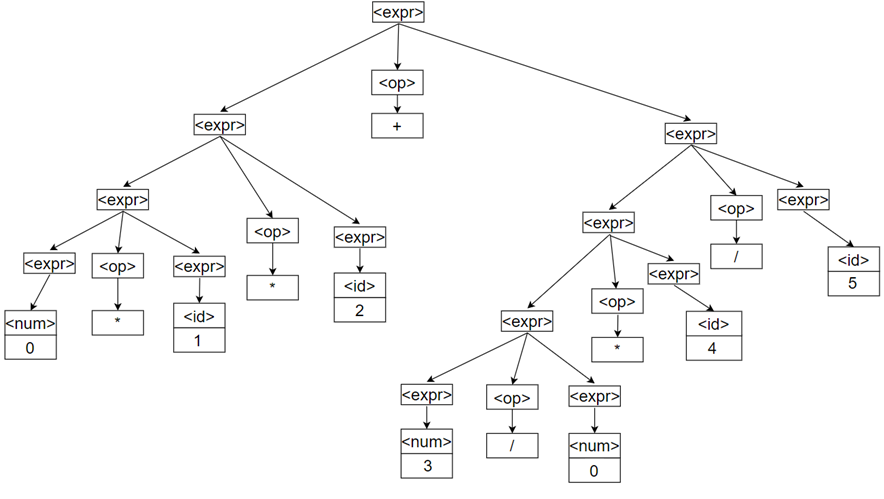 <expr>
<op>
+
<expr>
<expr>
<expr>
<op>
*
<expr>
<id>
2
<expr>
<num>
0
<op>
*
<expr>
<id>
1
<expr>
<op>
/
<expr>
<id>
5
<expr>
<op>
*
<expr>
<id>
4
<expr>
<num>
3
<op>
/
<expr>
<num>
0